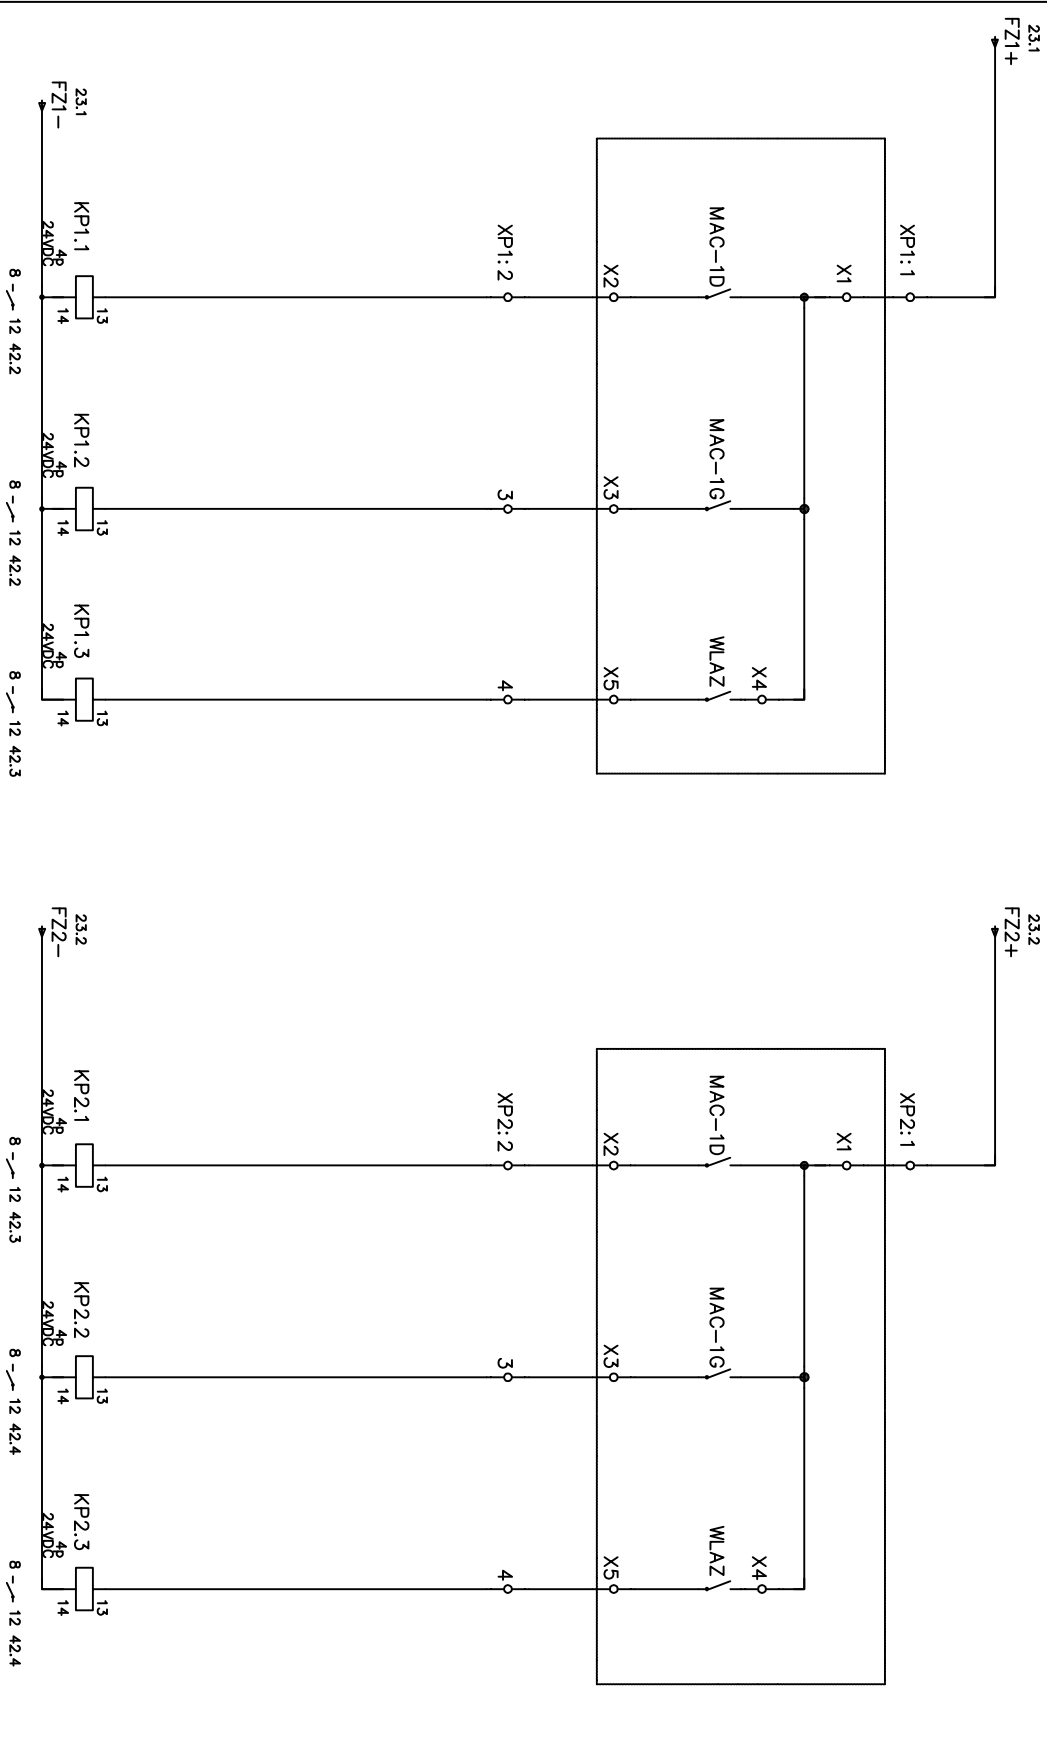 23.1
FZ1+
XP1:1
X1
MAC-1D
MAC-1G
WLAZ
X4
X2
X3
X5
XP1:2
3
4
23.1
FZ1-
KP1.1
4p
24VDC
13
14
KP1.2
4p
24VDC
13
14
KP1.3
4p
24VDC
13
14
8 12 42.2
8 12 42.2
8 12 42.3
23.2
FZ2+
XP2:1
X1
MAC-1D
MAC-1G
WLAZ
X4
X2
X3
X5
XP2:2
3
4
23.2
FZ2-
KP2.1
4p
24VDC
13
14
KP2.2
4p
24VDC
13
14
KP2.3
4p
24VDC
13
14
8 12 42.3
8 12 42.4
8 12 42.4